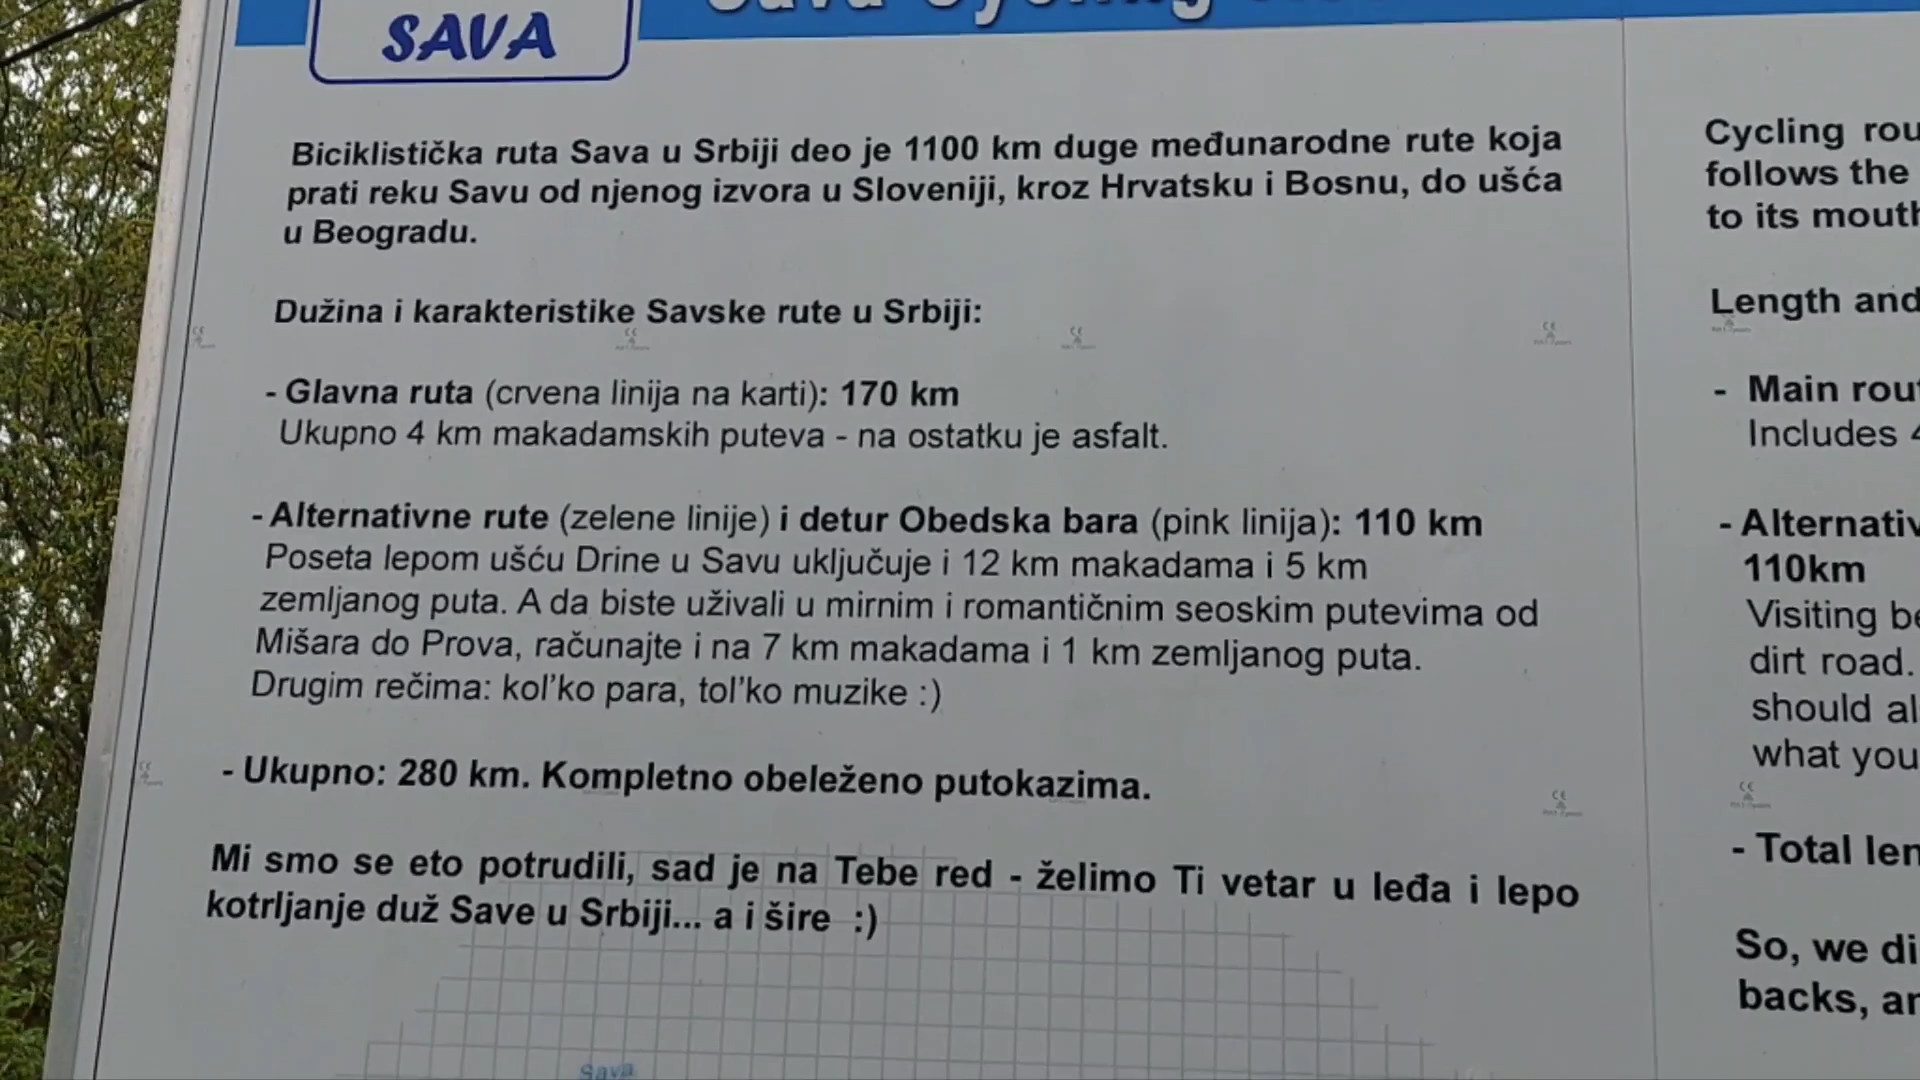 SAVA
Biciklistička ruta Sava u Srbiji deo je 1100 km duge međunarodne rute koja
prati reku Savu od njenog izvora u Sloveniji, kroz Hrvatsku i Bosnu, do ušća
u Beogradu.
Dužina i karakteristike Savske rute u Srbiji:
- Glavna ruta (crvena linija na karti): 170 km
Ukupno 4 km makadamskih puteva - na ostatku je asfalt.
- Alternativne rute (zelene linije) i detur Obedska bara (pink linija): 110 km
Poseta lepom ušću Drine u Savu uključuje i 12 km makadama i 5 km
zemljanog puta. A da biste uživali u mirnim i romantičnim seoskim putevima od
Mišara do Prova, računajte i na 7 km makadama i 1 km zemljanog puta.
Drugim rečima: kol'ko para, tol'ko muzike :)
- Ukupno: 280 km. Kompletno obeleženo putokazima.
Mi smo se eto potrudili, sad je na Tebe red - želimo Ti vetar u leđa i lepo
kotrljanje duž Save u Srbiji... a i šire :)
Sava
Cycling
follows the
to its
Length and
- Main
Includes
-
110km
Visiting
dirt road.
should
what you
- Total
So, we
backs,